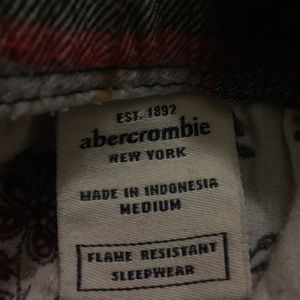 EST. 1892
abercrombie
NEW YORK
MADE IN INDONESIA
MEDIUM
FLAME RESISTANT
SLEEPWEAR